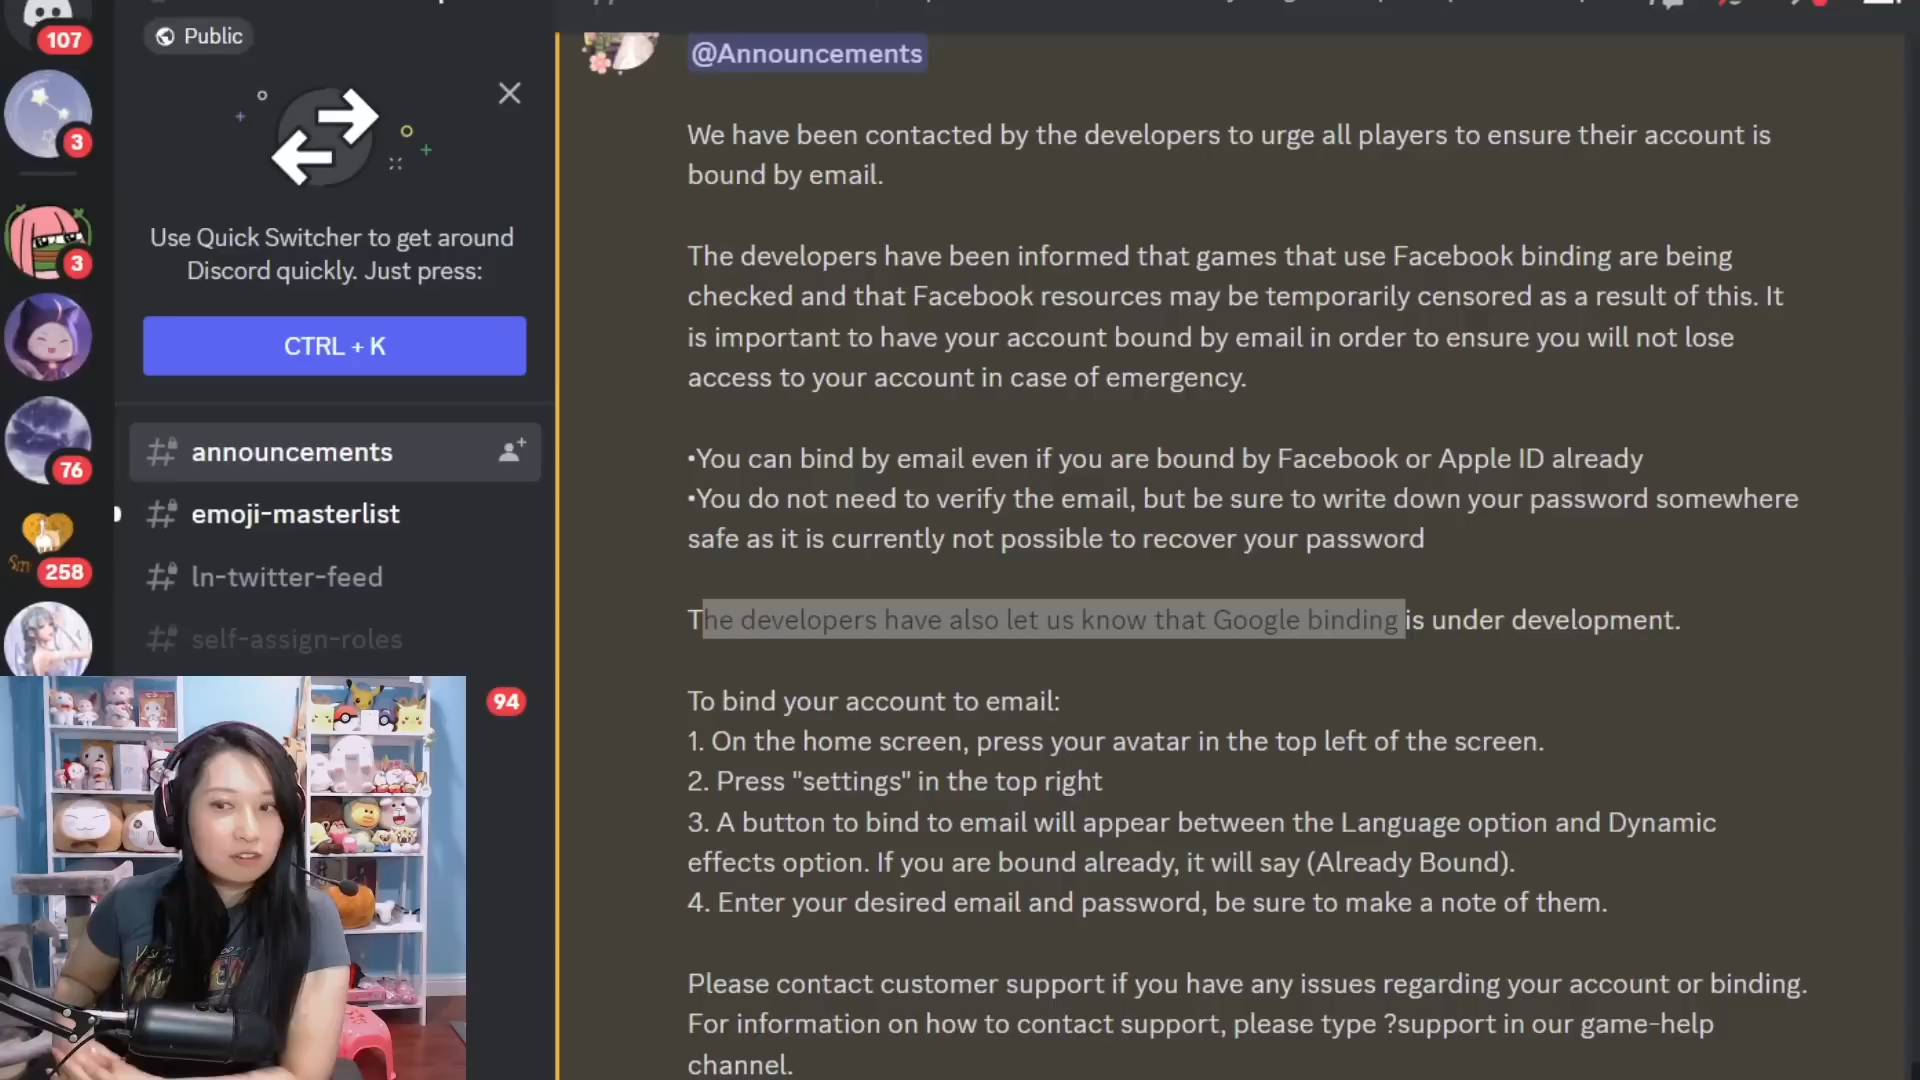 107
Public
3
Use Quick Switcher to get around
Discord quickly. Just press:
3
CTRL + K
announcements
76
emoji-masterlist
258
ln-twitter-feed
self-assign-roles
94
@Announcements
We have been contacted by the developers to urge all players to ensure their account is
bound by email.
The developers have been informed that games that use Facebook binding are being
checked and that Facebook resources may be temporarily censored as a result of this. It
is important to have your account bound by email in order to ensure you will not lose
access to your account in case of emergency.
•You can bind by email even if you are bound by Facebook or Apple ID already
•You do not need to verify the email, but be sure to write down your password somewhere
safe as it is currently not possible to recover your password
The developers have also let us know that Google binding is under development.
To bind your account to email:
1. On the home screen, press your avatar in the top left of the screen.
2. Press "settings" in the top right
3. A button to bind to email will appear between the Language option and Dynamic
effects option. If you are bound already, it will say (Already Bound).
4. Enter your desired email and password, be sure to make a note of them.
Please contact customer support if you have any issues regarding your account or binding.
For information on how to contact support, please type ?support in our game-help
channel.